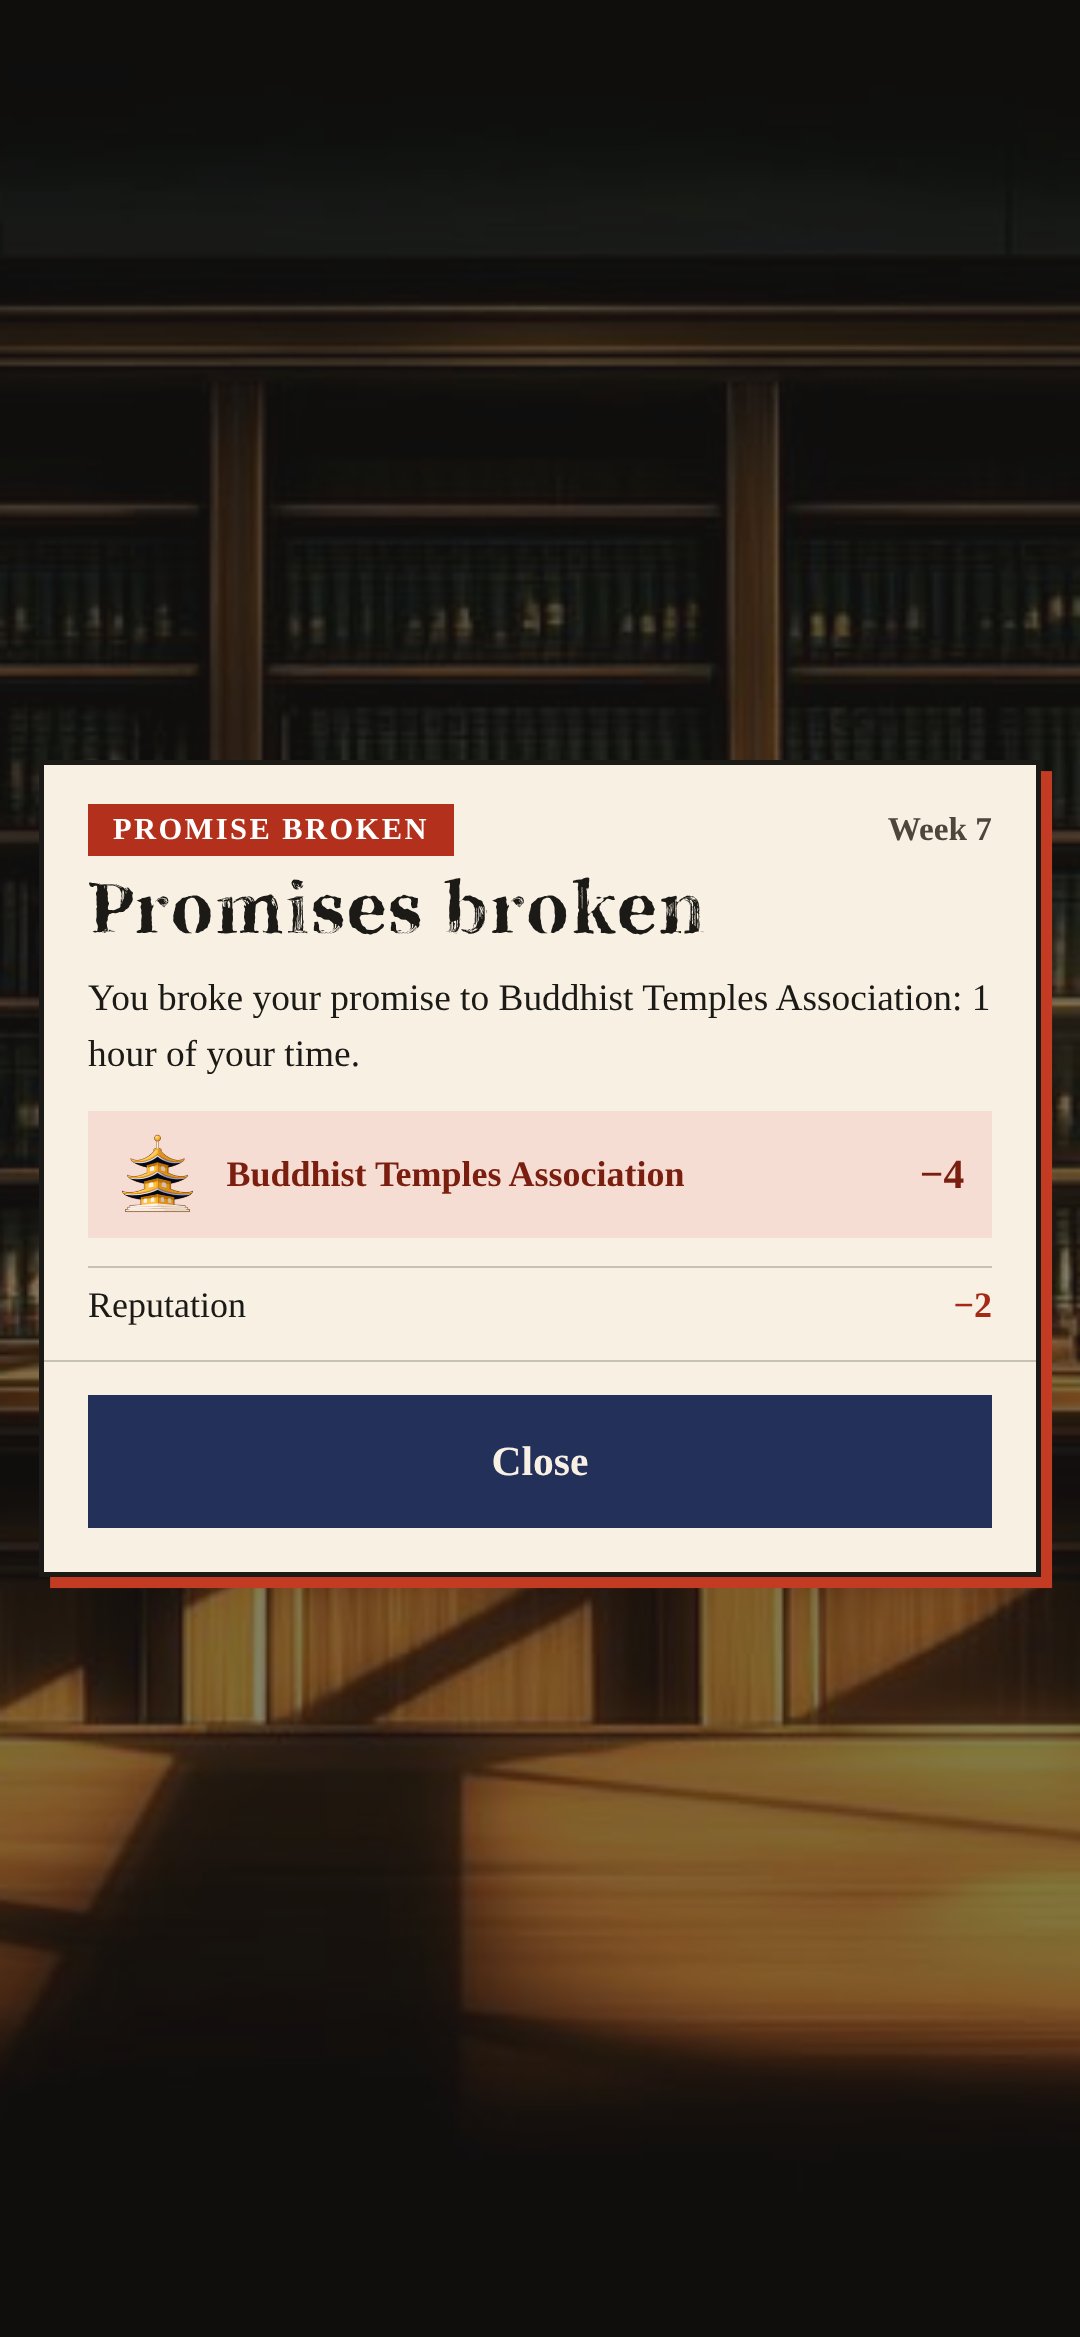 PROMISE BROKEN
Week 7
Promises broken
You broke your promise to Buddhist Temples Association: 1
hour of your time.
Buddhist Temples Association
−4
Reputation
−2
Close